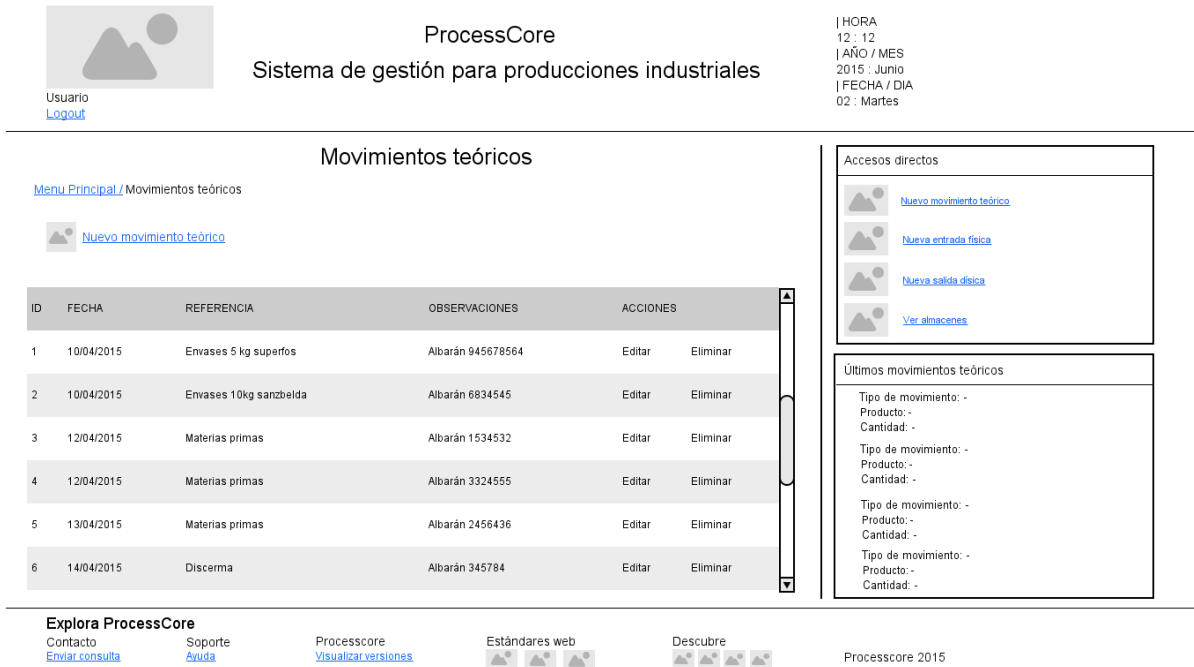 ProcessCore
Sistema de gestión para producciones industriales
Usuario
Logout
| HORA
12 : 12
| AÑO / MES
2015 : Junio
| FECHA / DIA
02 : Martes
Movimientos teóricos
Menu Principal / Movimientos teóricos
Nuevo movimiento teórico
ID FECHA REFERENCIA OBSERVACIONES ACCIONES
1 10/04/2015 Envases 5 kg superfos Albarán 945678564 Editar Eliminar
2 10/04/2015 Envases 10kg sanzbelda Albarán 6834545 Editar Eliminar
3 12/04/2015 Materias primas Albarán 1534532 Editar Eliminar
4 12/04/2015 Materias primas Albarán 3324555 Editar Eliminar
5 13/04/2015 Materias primas Albarán 2456436 Editar Eliminar
6 14/04/2015 Discerma Albarán 345784 Editar Eliminar
Accesos directos
Nuevo movimiento teórico
Nueva entrada física
Nueva salida dísica
Ver almacenes
Últimos movimientos teóricos
Tipo de movimiento: -
Producto: -
Cantidad: -
Tipo de movimiento: -
Producto: -
Cantidad: -
Tipo de movimiento: -
Producto: -
Cantidad: -
Tipo de movimiento: -
Producto: -
Cantidad: -
Explora ProcessCore
Contacto
Enviar consulta
Soporte
Ayuda
Processcore
Visualizar versiones
Estándares web
Descubre
Processcore 2015